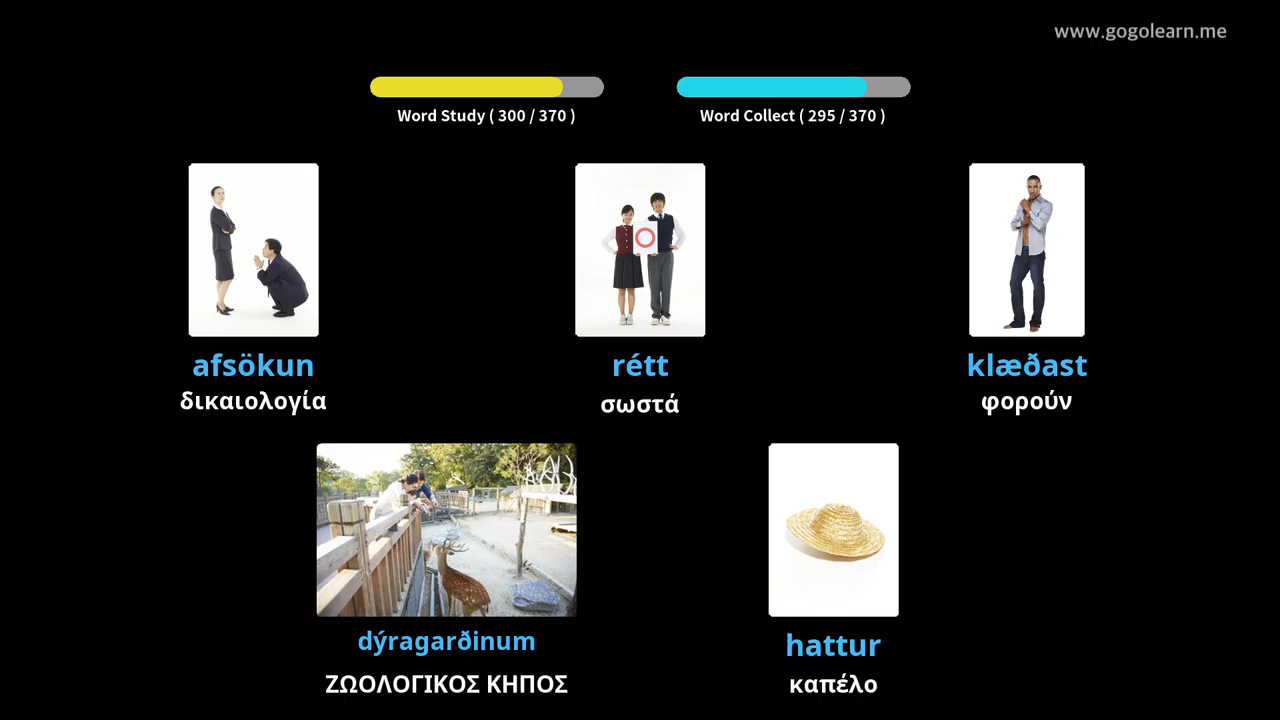 www.gogolearn.me
Word Study ( 300 / 370 )
Word Collect ( 295 / 370 )
afsökun
δικαιολογία
rétt
σωστά
klæðast
φορούν
dýragarðinum
ΖΩΟΛΟΓΙΚΟΣ ΚΗΠΟΣ
hattur
καπέλο